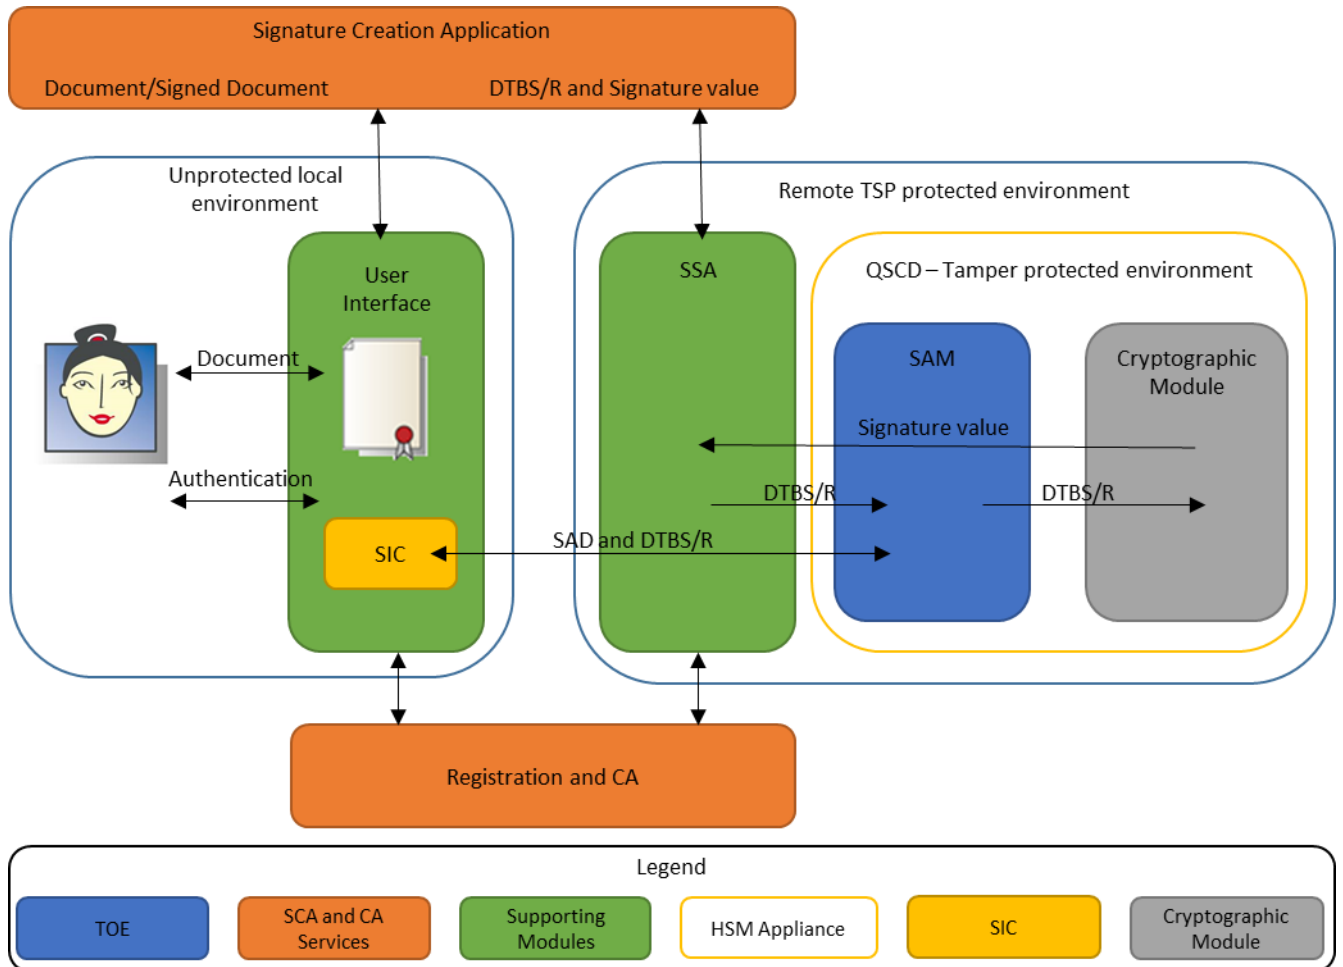 Signature Creation Application
Document/Signed Document
DTBS/R and Signature value
Unprotected local
environment
Remote TSP protected environment
User
Interface
SSA
QSCD – Tamper protected environment
SAM
Cryptographic
Module
Document
Signature value
Authentication
DTBS/R
DTBS/R
SIC
SAD and DTBS/R
Registration and CA
Legend
TOE
SCA and CA
Services
Supporting
Modules
HSM Appliance
SIC
Cryptographic
Module